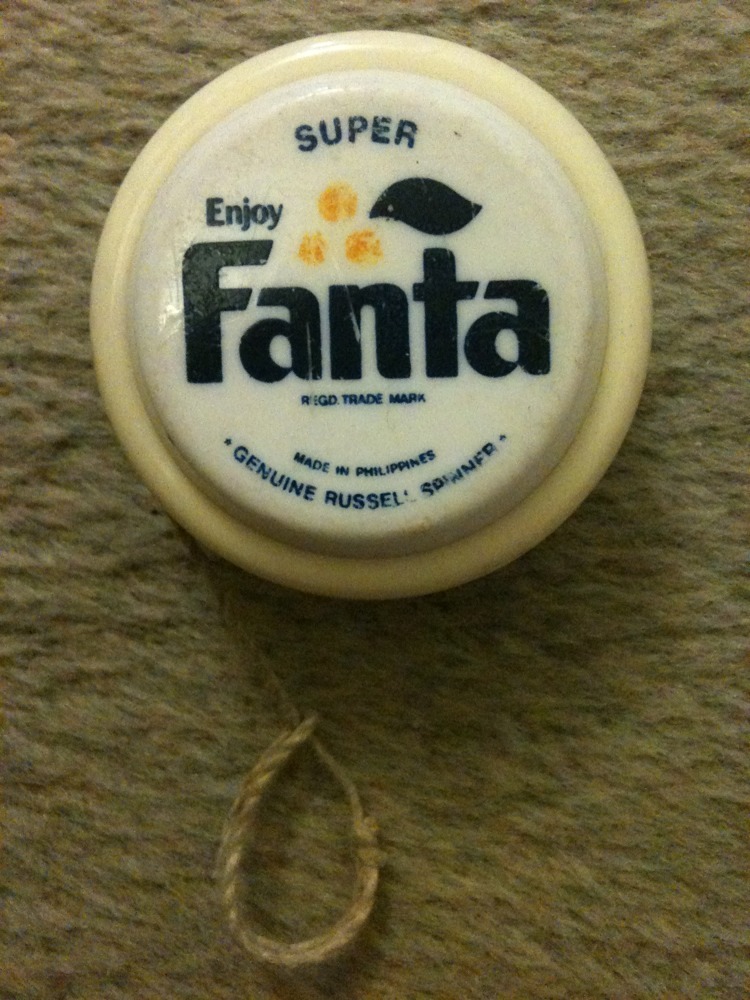 SUPER
Enjoy
Fanta
REGD. TRADE MARK
MADE IN PHILIPPINES
* GENUINE RUSSELL SPINNER *